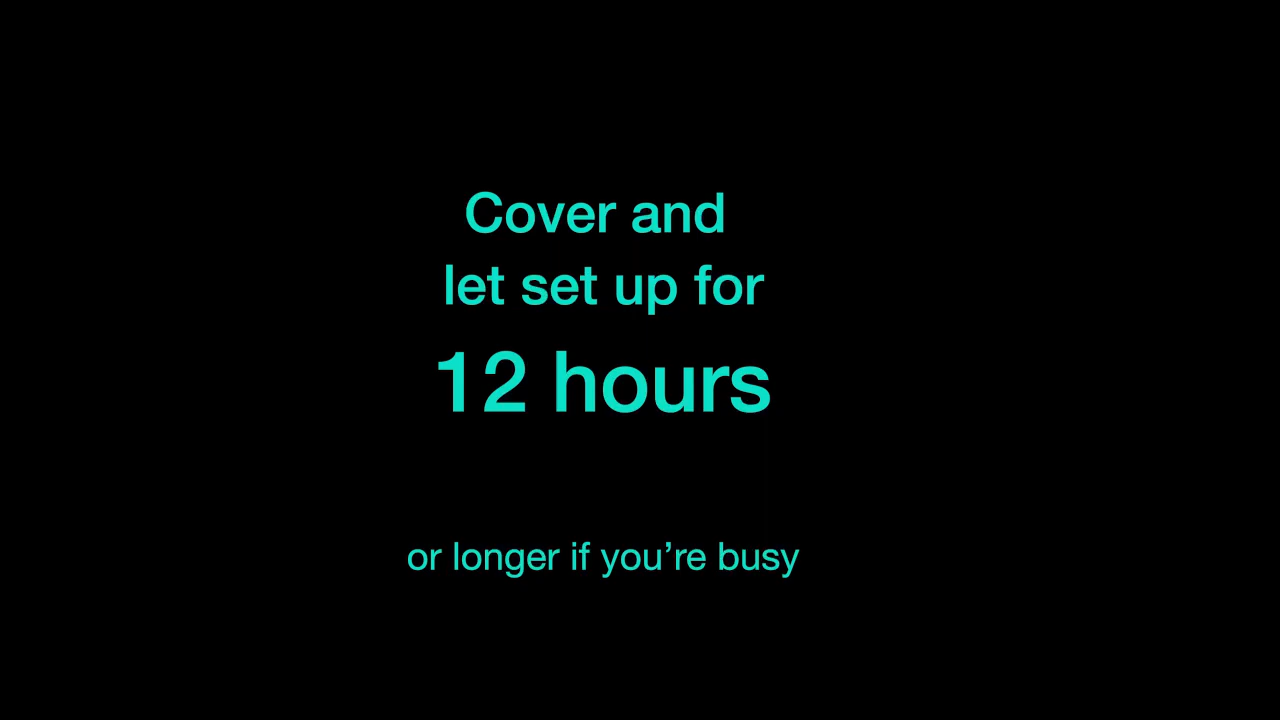 Cover and
let set up for
12 hours
or longer if you’re busy